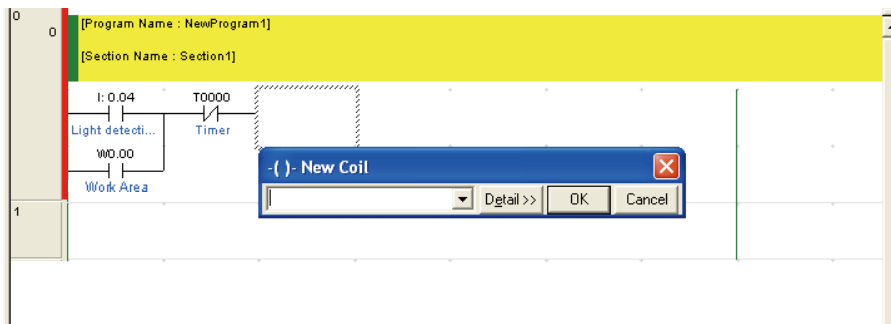 0
0
[Program Name : NewProgram1]
[Section Name : Section1]
I: 0.04 T0000
Light detecti... Timer
W0.00
Work Area
-( )- New Coil
Detail >> OK Cancel
1